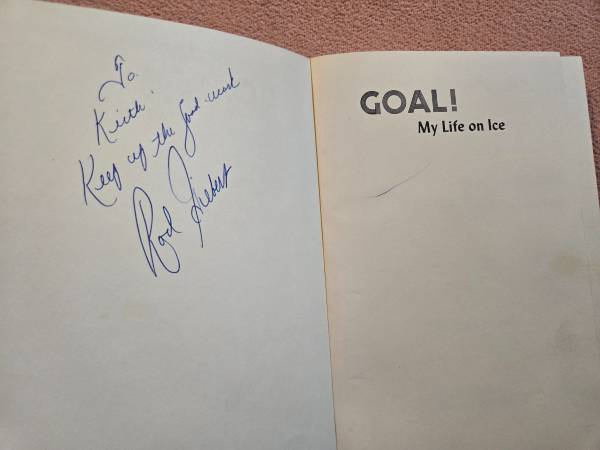 To
Keith.
Keep up the good work
Rod Gilbert
GOAL!
My Life on Ice